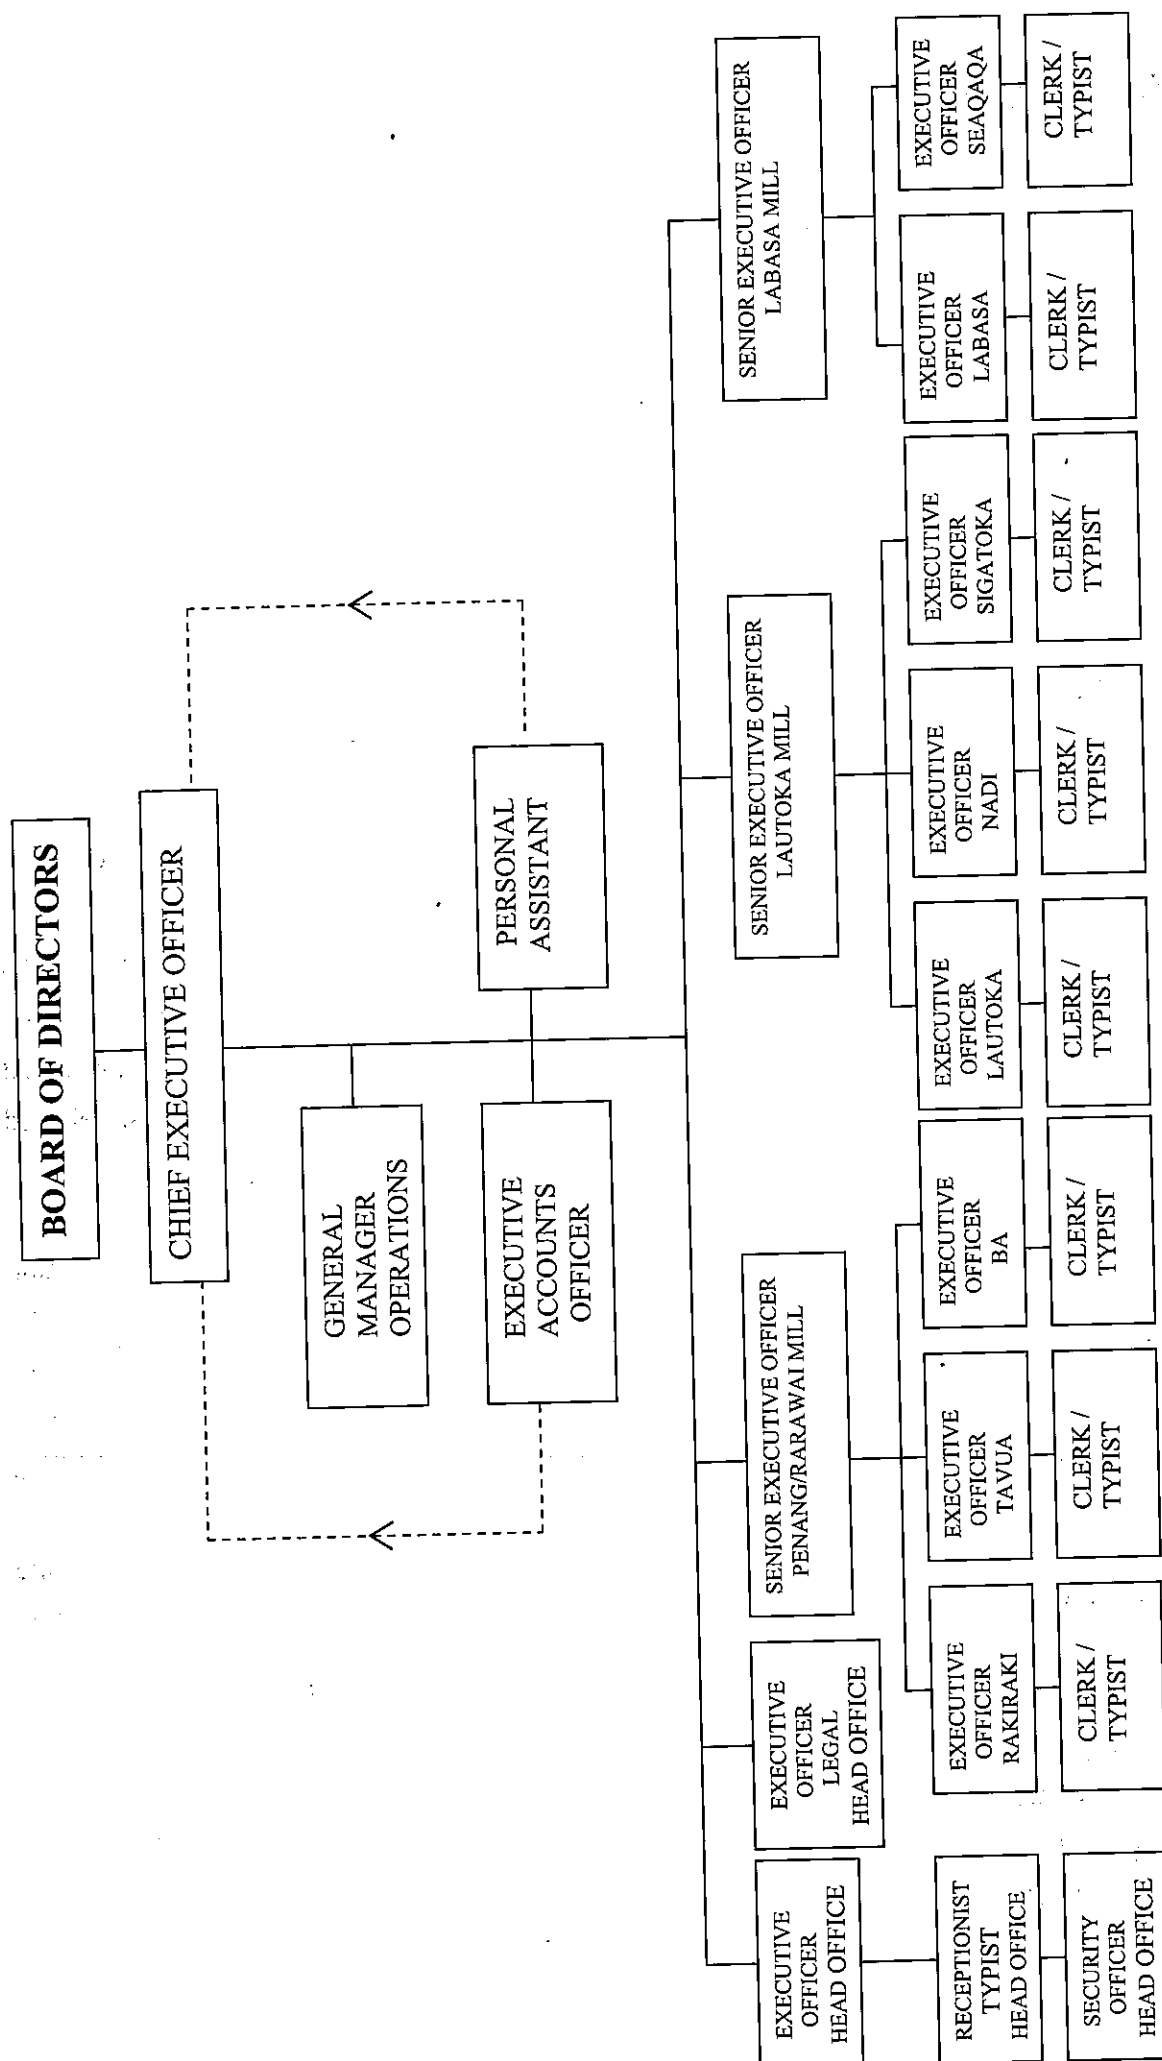 BOARD OF DIRECTORS
CHIEF EXECUTIVE OFFICER
GENERAL
MANAGER
OPERATIONS
EXECUTIVE
ACCOUNTS
OFFICER
PERSONAL
ASSISTANT
EXECUTIVE
OFFICER
HEAD OFFICE
EXECUTIVE
OFFICER
LEGAL
HEAD OFFICE
SENIOR EXECUTIVE OFFICER
PENANG/RARAWAI MILL
SENIOR EXECUTIVE OFFICER
LAUTOKA MILL
SENIOR EXECUTIVE OFFICER
LABASA MILL
RECEPTIONIST
TYPIST
HEAD OFFICE
EXECUTIVE
OFFICER
RAKIRAKI
EXECUTIVE
OFFICER
TAVUA
EXECUTIVE
OFFICER
BA
EXECUTIVE
OFFICER
LAUTOKA
EXECUTIVE
OFFICER
NADI
EXECUTIVE
OFFICER
SIGATOKA
EXECUTIVE
OFFICER
LABASA
EXECUTIVE
OFFICER
SEAQAQA
SECURITY
OFFICER
HEAD OFFICE
CLERK /
TYPIST
CLERK /
TYPIST
CLERK /
TYPIST
CLERK /
TYPIST
CLERK /
TYPIST
CLERK /
TYPIST
CLERK /
TYPIST
CLERK /
TYPIST